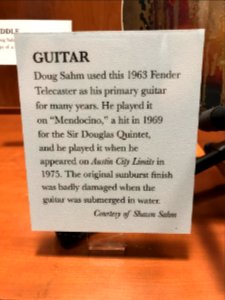 DDLE
GUITAR
Doug Sahm used this 1963 Fender
Telecaster as his primary guitar
for many years. He played it
on “Mendocino,” a hit in 1969
for the Sir Douglas Quintet,
and he played it when he
appeared on Austin City Limits in
1975. The original sunburst finish
was badly damaged when the
guitar was submerged in water.
Courtesy of Shawn Sahm